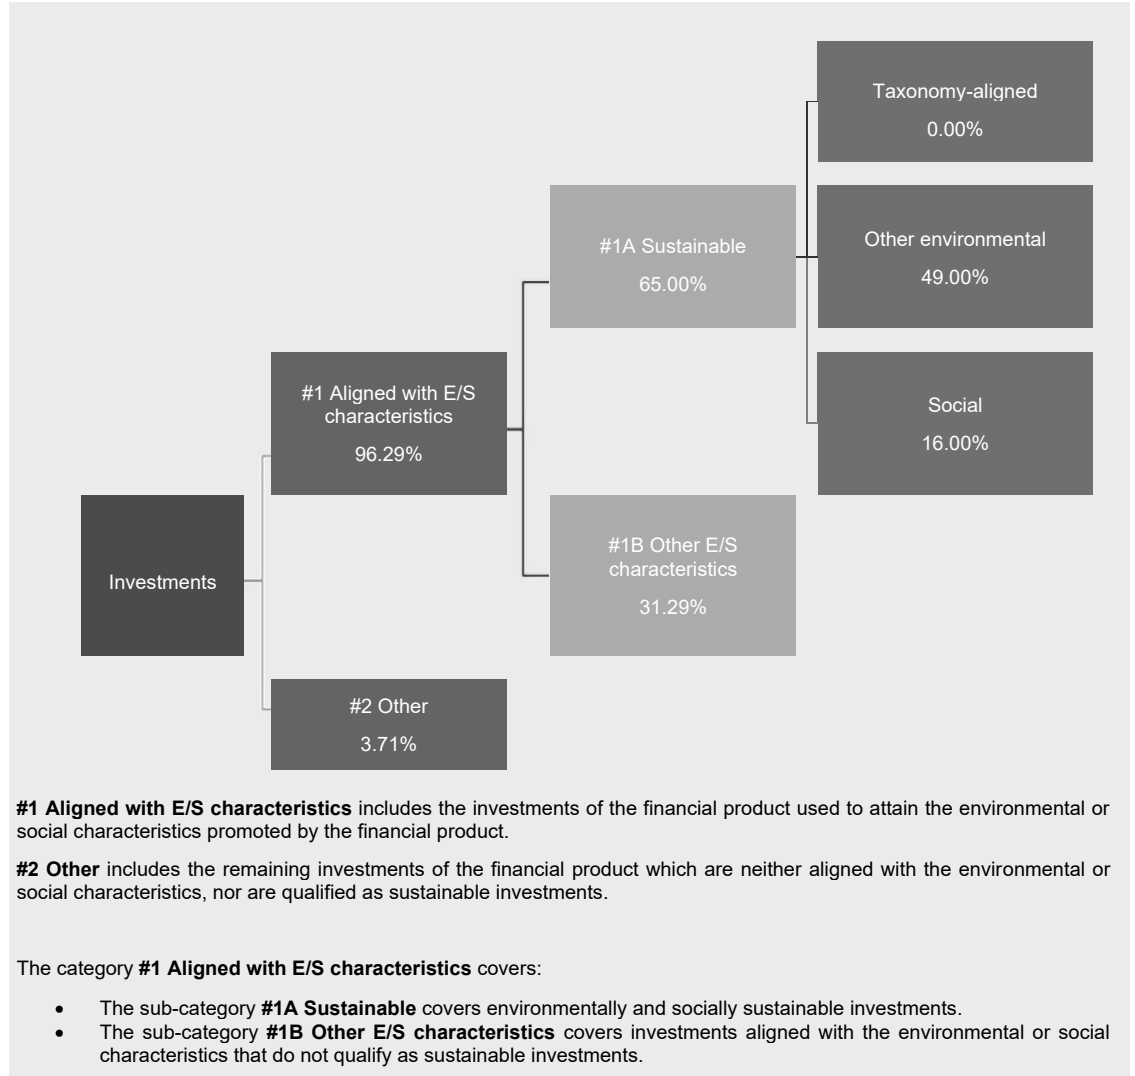 Taxonomy-aligned
0.00%
#1A Sustainable
65.00%
Other environmental
49.00%
#1 Aligned with E/S
characteristics
96.29%
Social
16.00%
Investments
#1B Other E/S
characteristics
31.29%
#2 Other
3.71%
#1 Aligned with E/S characteristics includes the investments of the financial product used to attain the environmental or
social characteristics promoted by the financial product.
#2 Other includes the remaining investments of the financial product which are neither aligned with the environmental or
social characteristics, nor are qualified as sustainable investments.
The category #1 Aligned with E/S characteristics covers:
• The sub-category #1A Sustainable covers environmentally and socially sustainable investments.
• The sub-category #1B Other E/S characteristics covers investments aligned with the environmental or social
characteristics that do not qualify as sustainable investments.